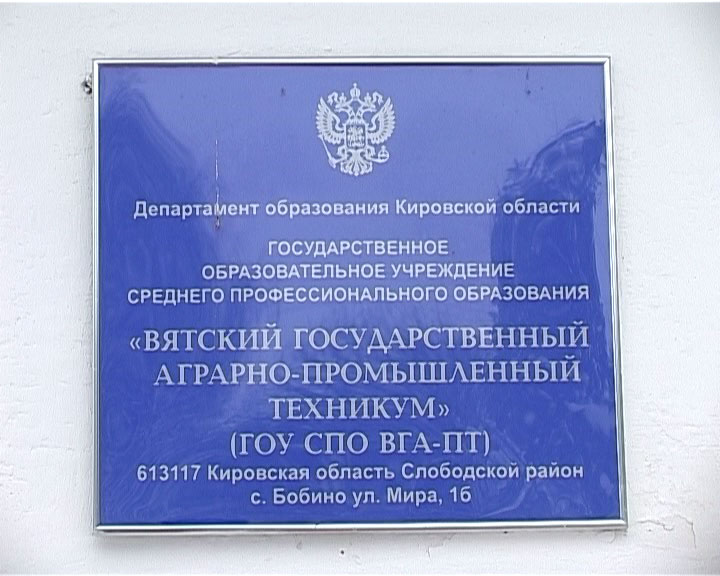 Департамент образования Кировской области
ГОСУДАРСТВЕННОЕ
ОБРАЗОВАТЕЛЬНОЕ УЧРЕЖДЕНИЕ
СРЕДНЕГО ПРОФЕССИОНАЛЬНОГО ОБРАЗОВАНИЯ
«ВЯТСКИЙ ГОСУДАРСТВЕННЫЙ
АГРАРНО-ПРОМЫШЛЕННЫЙ
ТЕХНИКУМ»
(ГОУ СПО ВГА-ПТ)
613117 Кировская область Слободской район
с. Бобино ул. Мира, 1б